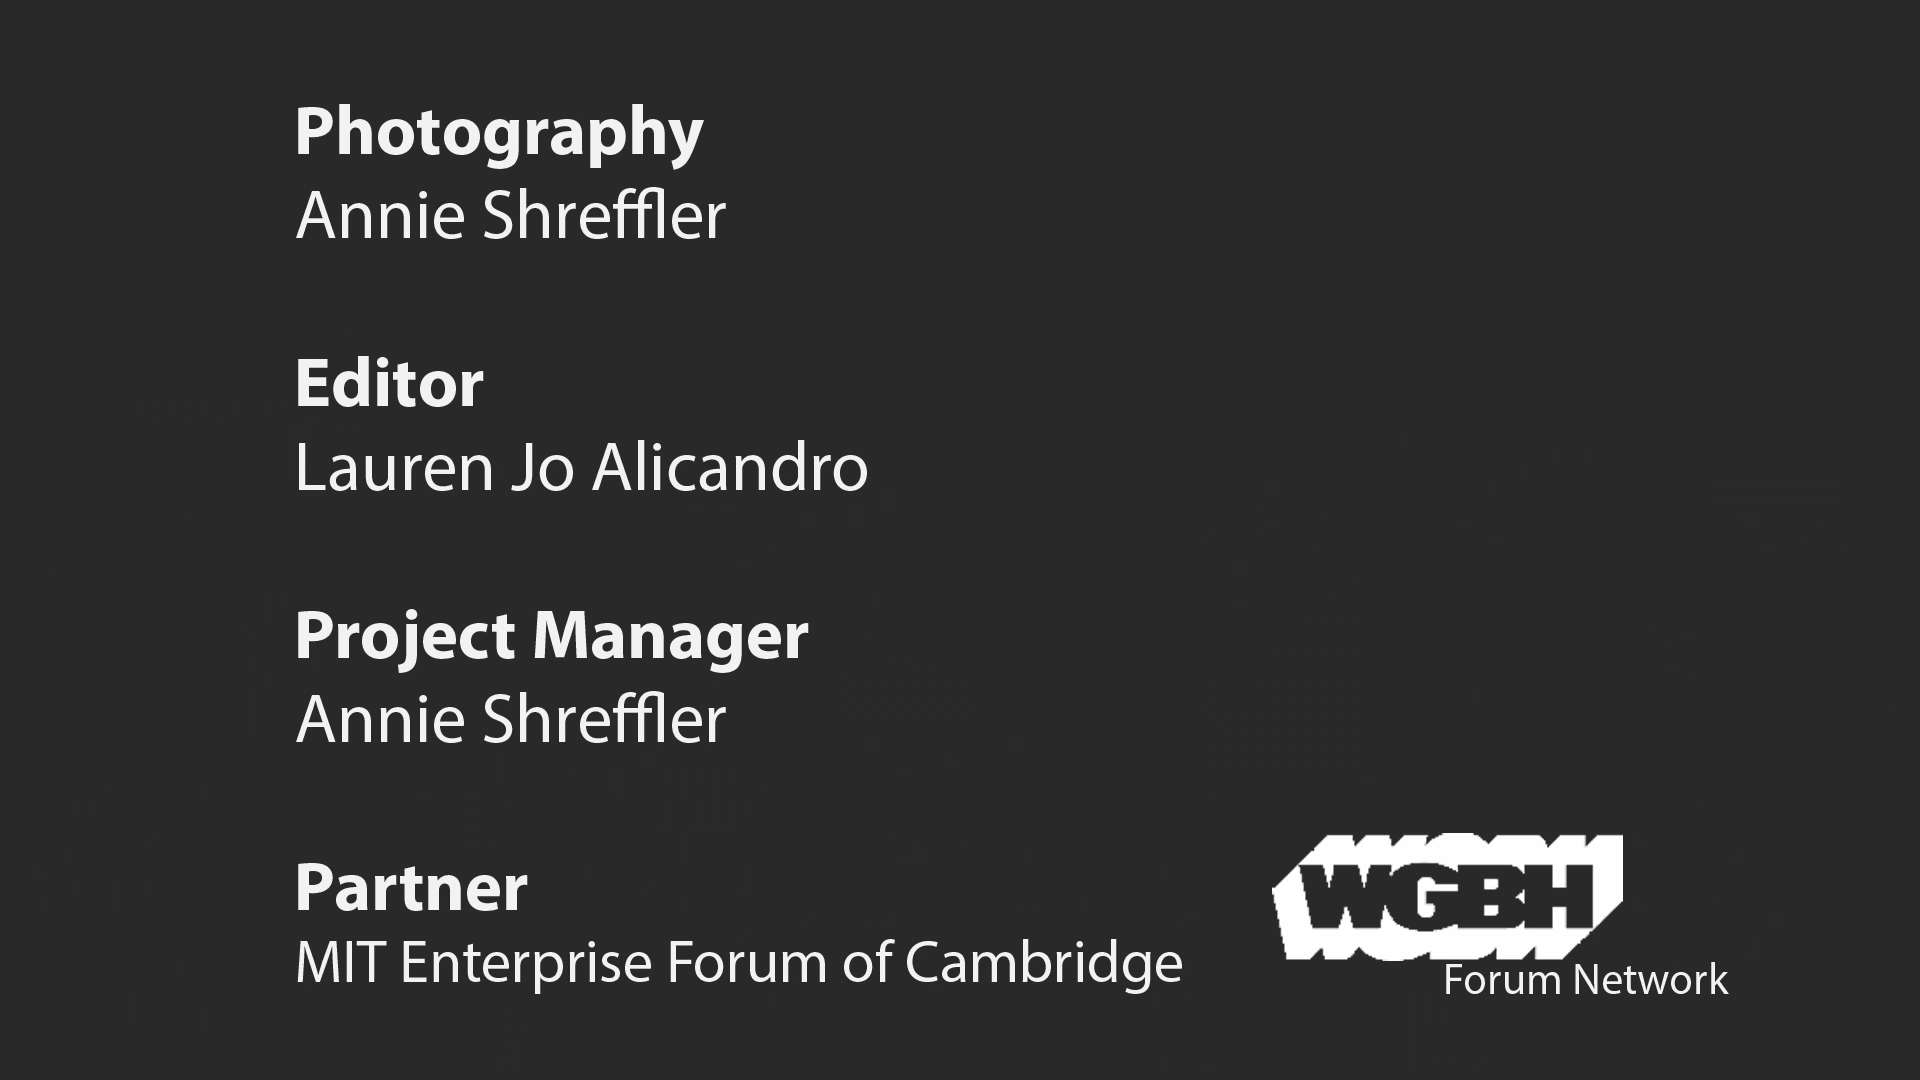 Photography
Annie Shreffler
Editor
Lauren Jo Alicandro
Project Manager
Annie Shreffler
Partner
MIT Enterprise Forum of Cambridge
WGBH
Forum Network